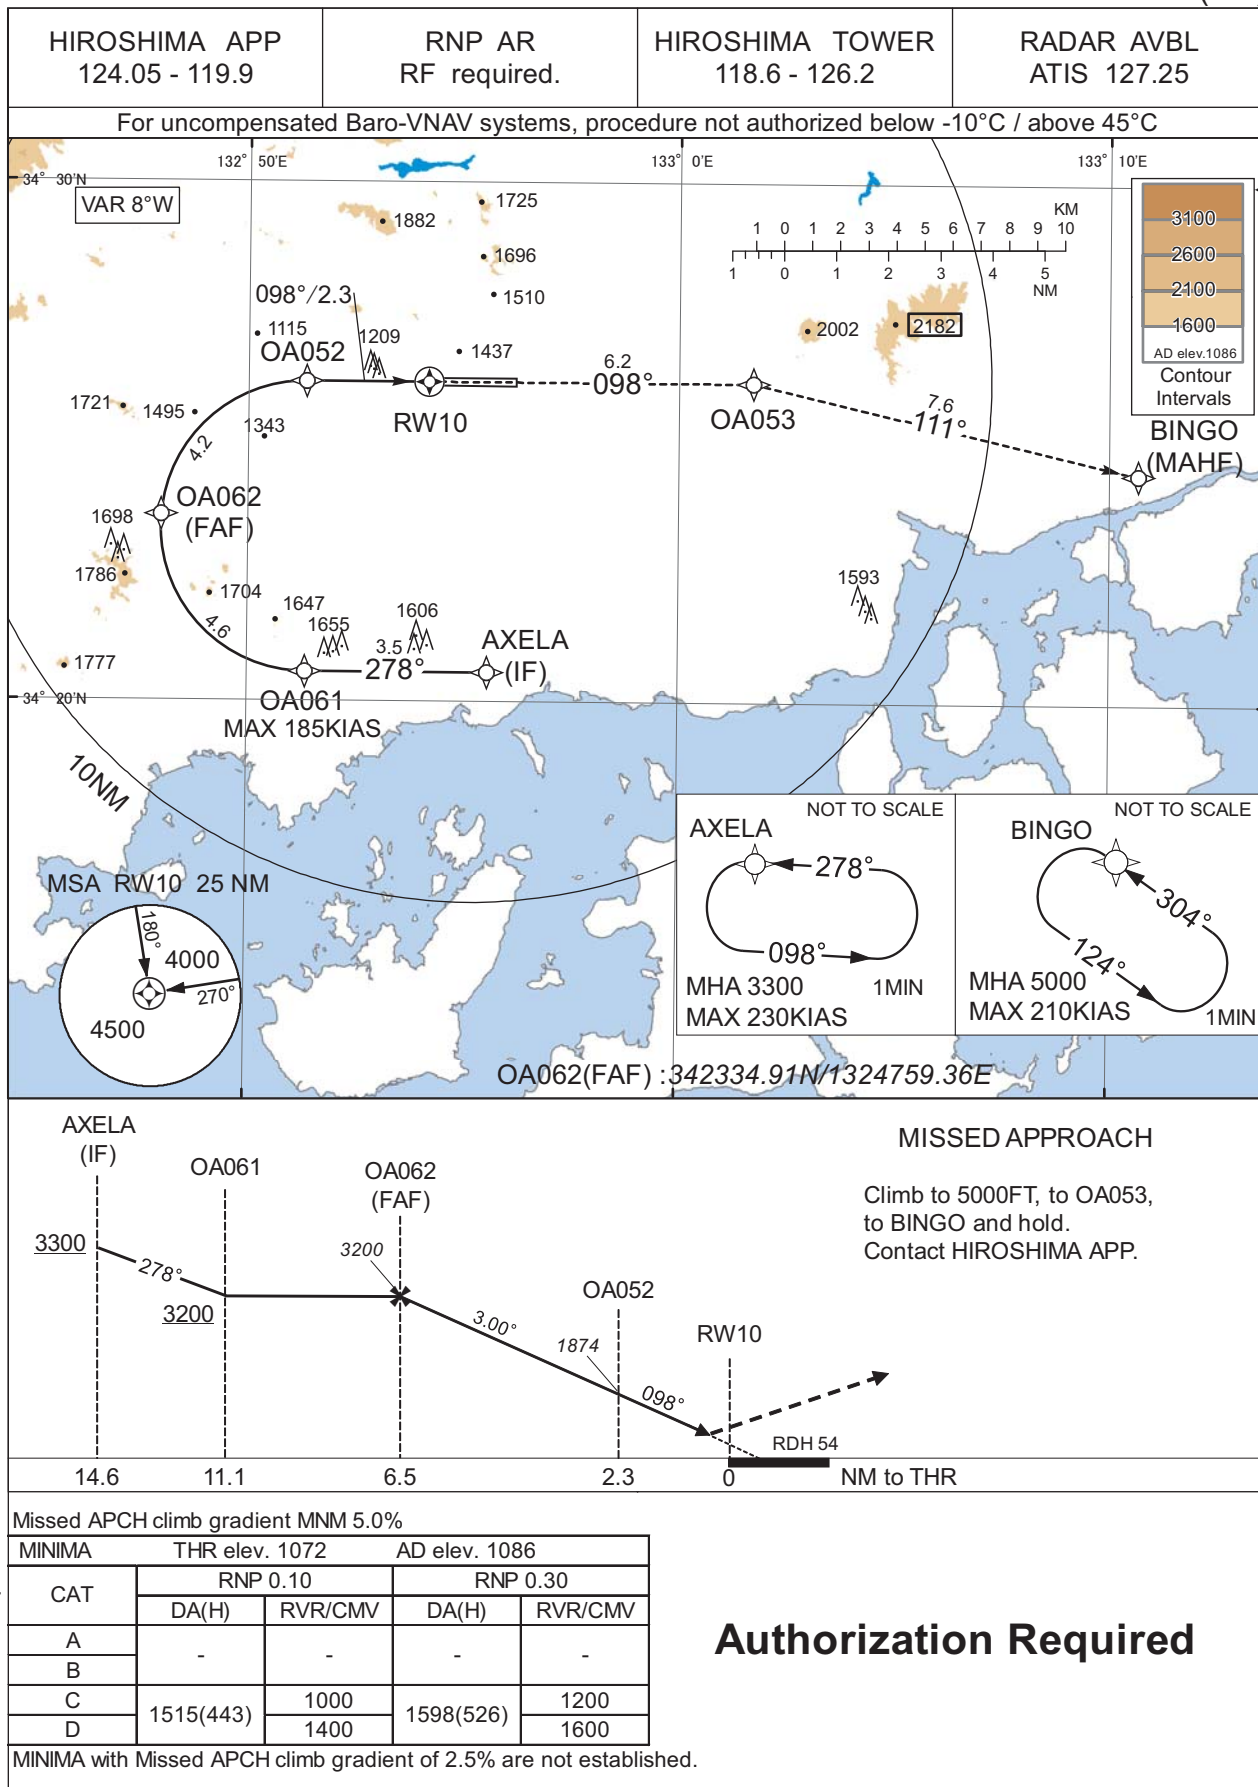 HIROSHIMA APP
124.05 - 119.9
RNP AR
RF required.
HIROSHIMA TOWER
118.6 - 126.2
RADAR AVBL
ATIS 127.25
For uncompensated Baro-VNAV systems, procedure not authorized below -10°C / above 45°C
132° 50'E
133° 0'E
133° 10'E
34° 30'N
VAR 8°W
1882
1725
1696
1510
KM
1 0 1 2 3 4 5 6 7 8 9 10
1 0 1 2 3 4 5
NM
3100
2600
2100
1600
AD elev.1086
Contour
Intervals
098°/2.3
1115
1209
1437
OA052
2002
2182
6.2
098°
RW10
OA053
7.6
111°
BINGO
(MAHF)
1721
1495
1343
4.2
OA062
(FAF)
1698
1786
1704
1593
4.6
1647
1655
1606
3.5
278°
AXELA
(IF)
1777
34° 20'N
OA061
MAX 185KIAS
10NM
MSA RW10 25 NM
180°
4000
270°
4500
NOT TO SCALE
AXELA
278°
098°
MHA 3300
MAX 230KIAS
1MIN
NOT TO SCALE
BINGO
304°
124°
MHA 5000
MAX 210KIAS
1MIN
OA062(FAF) :342334.91N/1324759.36E
AXELA
(IF)
OA061
OA062
(FAF)
3300
278°
3200
3200
3.00°
OA052
1874
098°
RW10
RDH 54
14.6 11.1 6.5 2.3 0 NM to THR
MISSED APPROACH
Climb to 5000FT, to OA053,
to BINGO and hold.
Contact HIROSHIMA APP.
Missed APCH climb gradient MNM 5.0%
MINIMA THR elev. 1072 AD elev. 1086
CAT RNP 0.10 RNP 0.30
DA(H) RVR/CMV DA(H) RVR/CMV
A
B
- - - -
C 1515(443) 1000 1598(526) 1200
D 1400 1600
MINIMA with Missed APCH climb gradient of 2.5% are not established.
Authorization Required